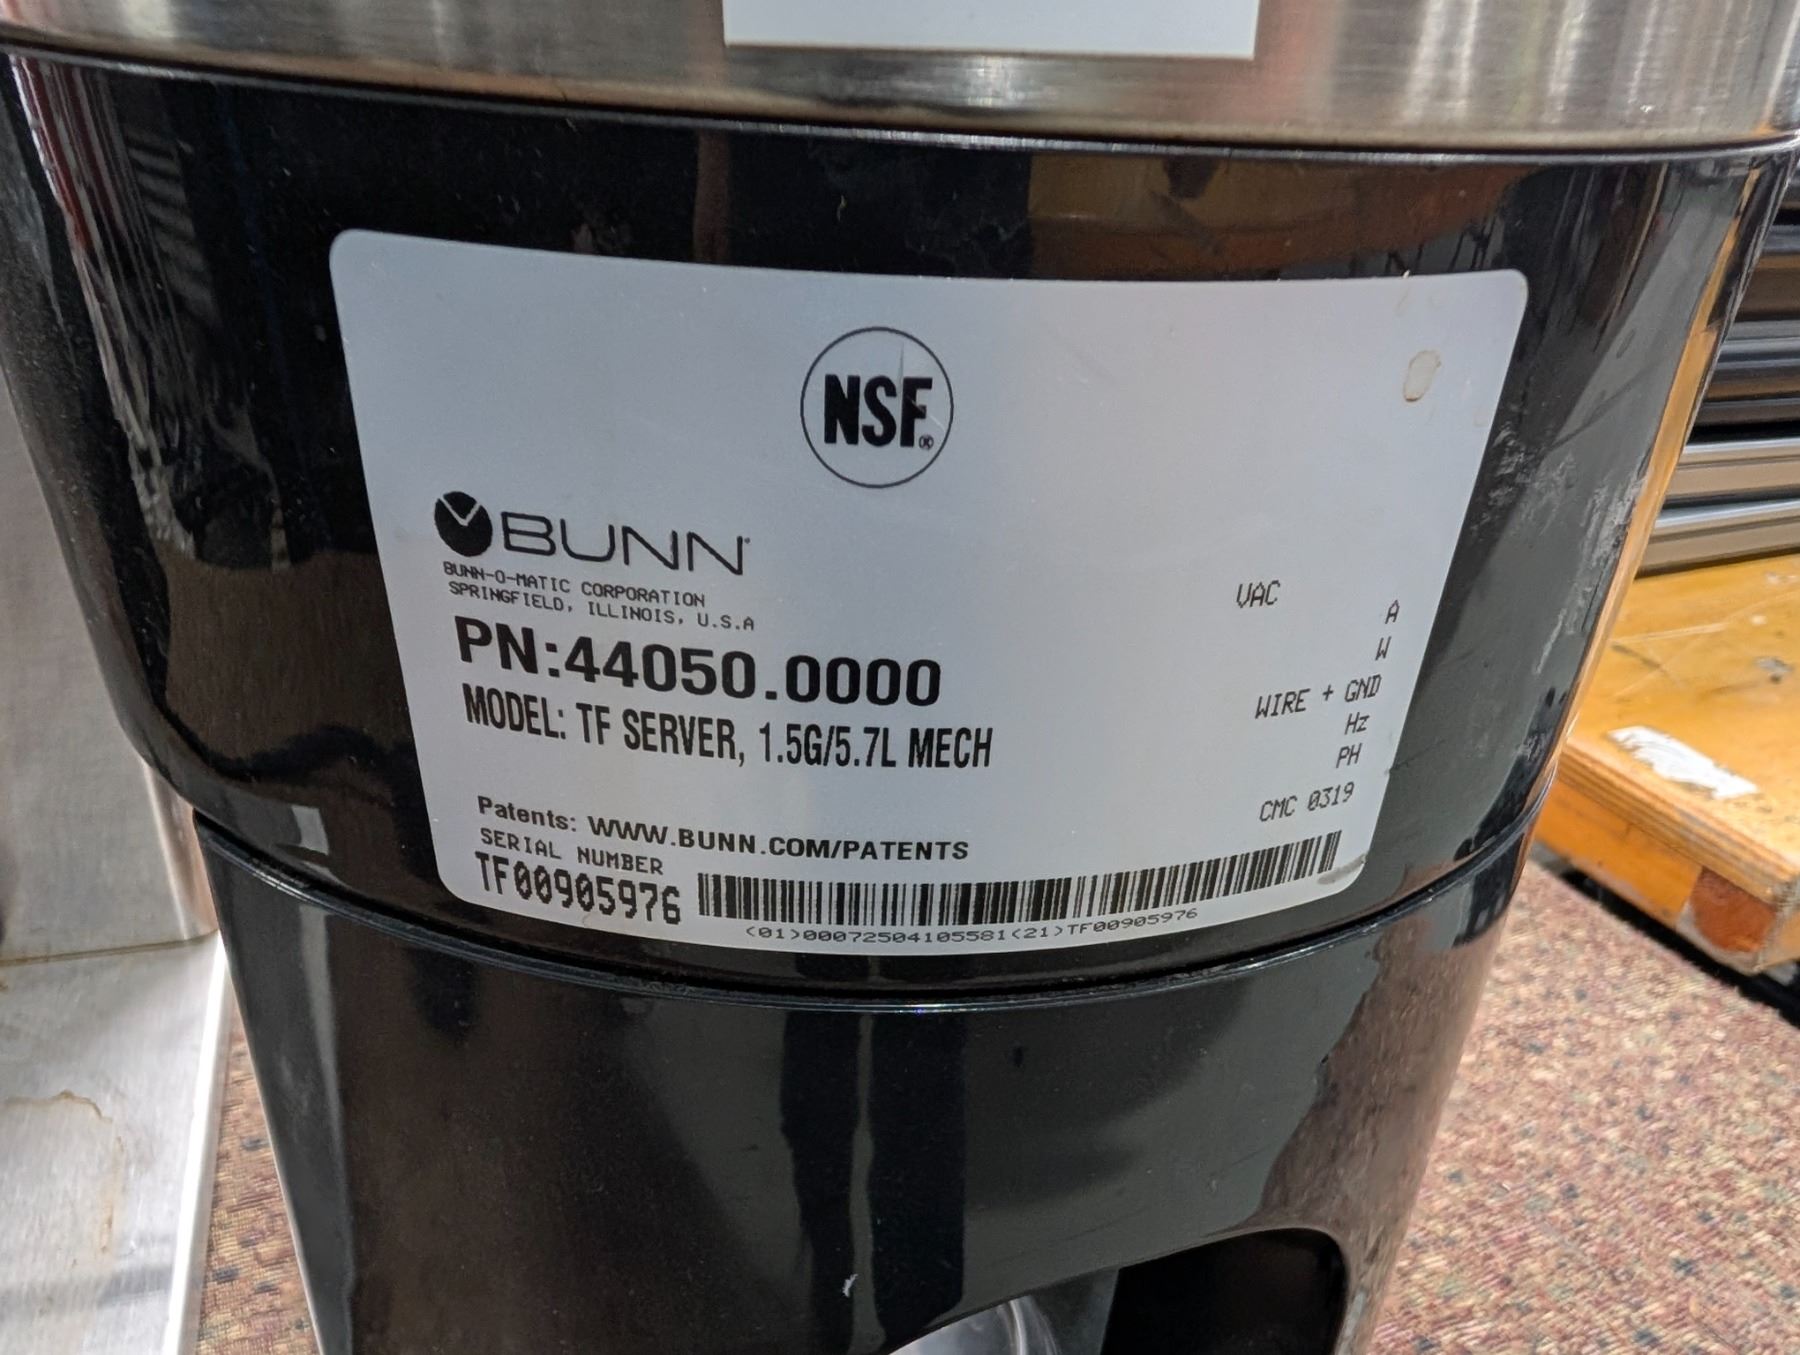 NSF®
BUNN®
BUNN-O-MATIC CORPORATION
SPRINGFIELD, ILLINOIS, U.S.A
PN:44050.0000
MODEL: TF SERVER, 1.5G/5.7L MECH
VAC
A
W
WIRE + GND
Hz
PH
CMC 0319
Patents: WWW.BUNN.COM/PATENTS
SERIAL NUMBER
TF00905976
(01)00072504105581(21)TF00905976